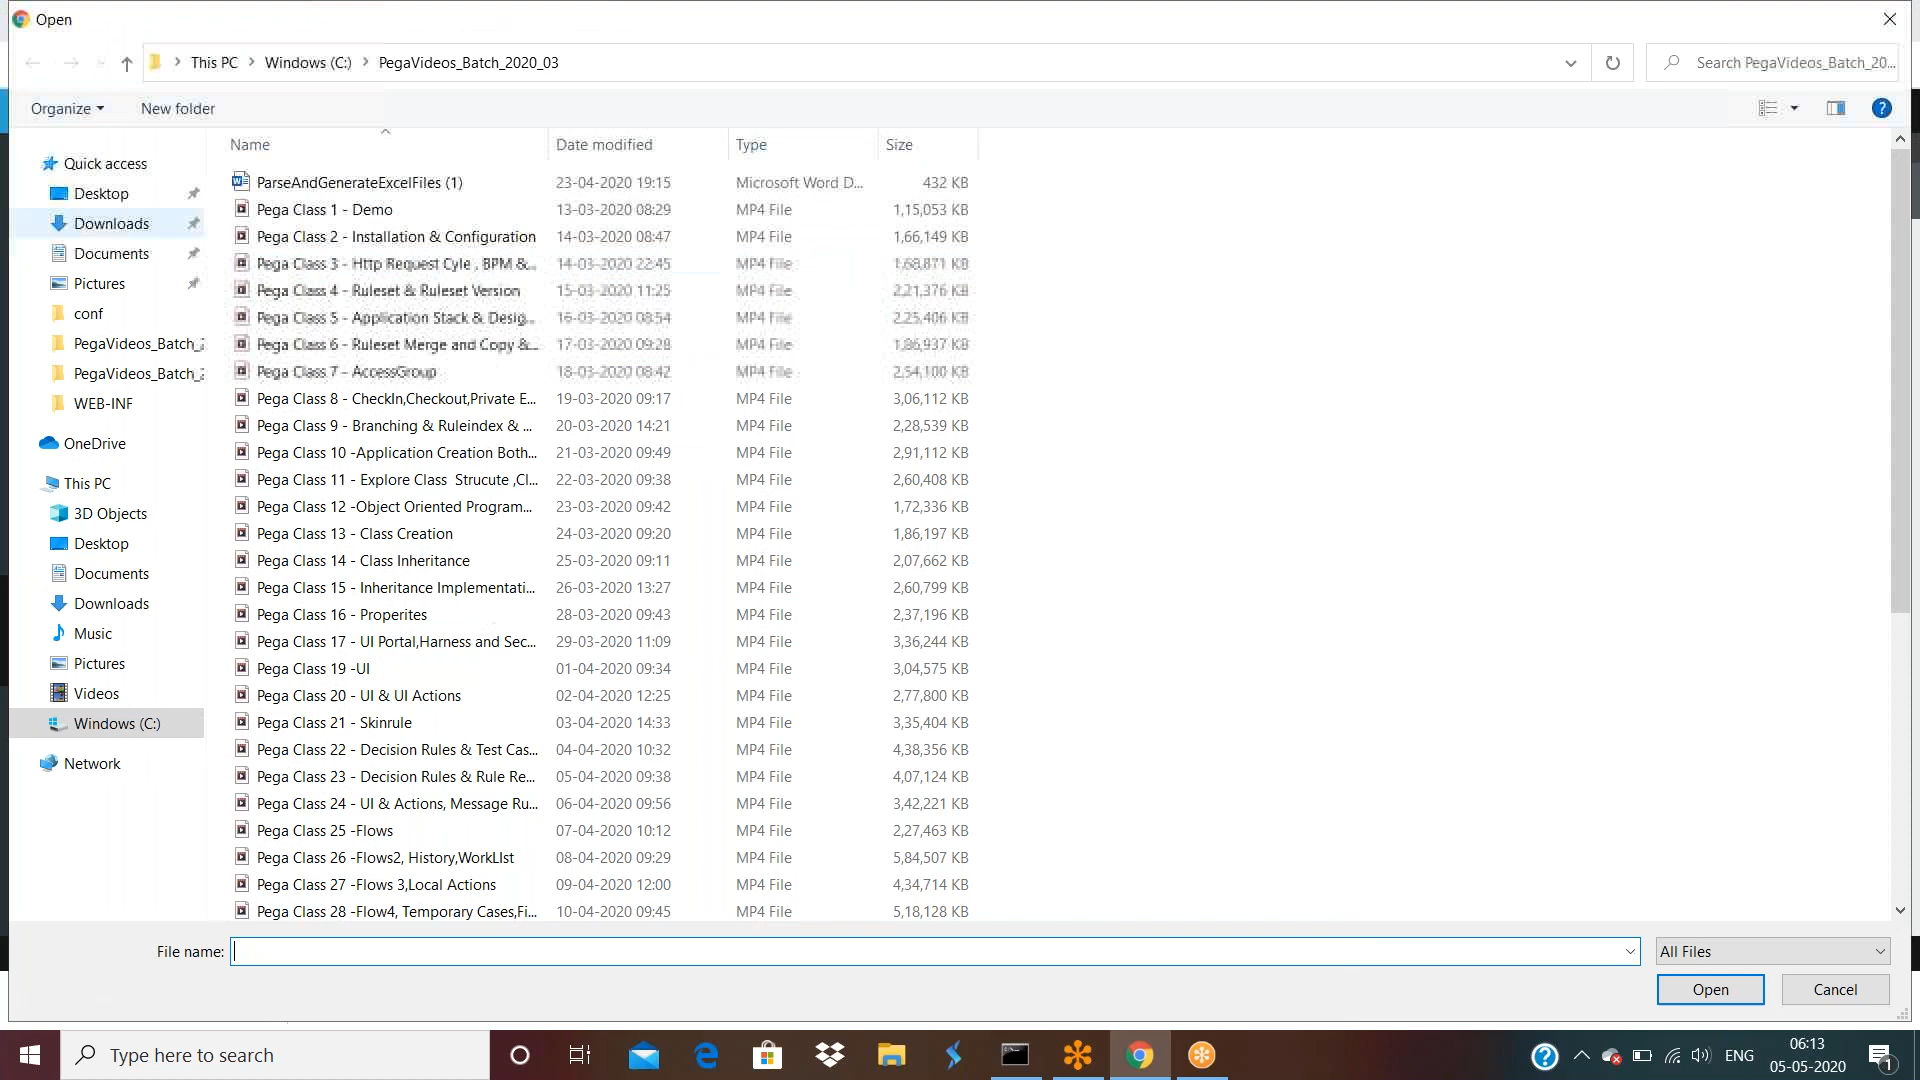 Open
This PC > Windows (C:) > PegaVideos_Batch_2020_03
Search PegaVideos_Batch_20...
Organize
New folder
Name Date modified Type Size
Quick access
Desktop
Downloads
Documents
Pictures
conf
PegaVideos_Batch_2
PegaVideos_Batch_2
WEB-INF
OneDrive
This PC
3D Objects
Desktop
Documents
Downloads
Music
Pictures
Videos
Windows (C:)
Network
ParseAndGenerateExcelFiles (1) 23-04-2020 19:15 Microsoft Word D... 432 KB
Pega Class 1 - Demo 13-03-2020 08:29 MP4 File 1,15,053 KB
Pega Class 2 - Installation & Configuration 14-03-2020 08:47 MP4 File 1,66,149 KB
Pega Class 3 - Http Request Cyle , BPM &... 14-03-2020 22:45 MP4 File 1,68,871 KB
Pega Class 4 - Ruleset & Ruleset Version 15-03-2020 11:25 MP4 File 2,21,376 KB
Pega Class 5 - Application Stack & Desig... 16-03-2020 08:54 MP4 File 2,25,406 KB
Pega Class 6 - Ruleset Merge and Copy &... 17-03-2020 09:28 MP4 File 1,86,937 KB
Pega Class 7 - AccessGroup 18-03-2020 08:42 MP4 File 2,54,100 KB
Pega Class 8 - CheckIn,Checkout,Private E... 19-03-2020 09:17 MP4 File 3,06,112 KB
Pega Class 9 - Branching & Ruleindex & ... 20-03-2020 14:21 MP4 File 2,28,539 KB
Pega Class 10 -Application Creation Both... 21-03-2020 09:49 MP4 File 2,91,112 KB
Pega Class 11 - Explore Class  Strucute ,Cl... 22-03-2020 09:38 MP4 File 2,60,408 KB
Pega Class 12 -Object Oriented Program... 23-03-2020 09:42 MP4 File 1,72,336 KB
Pega Class 13 - Class Creation 24-03-2020 09:20 MP4 File 1,86,197 KB
Pega Class 14 - Class Inheritance 25-03-2020 09:11 MP4 File 2,07,662 KB
Pega Class 15 - Inheritance Implementati... 26-03-2020 13:27 MP4 File 2,60,799 KB
Pega Class 16 - Properites 28-03-2020 09:43 MP4 File 2,37,196 KB
Pega Class 17 - UI Portal,Harness and Sec... 29-03-2020 11:09 MP4 File 3,36,244 KB
Pega Class 19 -UI 01-04-2020 09:34 MP4 File 3,04,575 KB
Pega Class 20 - UI & UI Actions 02-04-2020 12:25 MP4 File 2,77,800 KB
Pega Class 21 - Skinrule 03-04-2020 14:33 MP4 File 3,35,404 KB
Pega Class 22 - Decision Rules & Test Cas... 04-04-2020 10:32 MP4 File 4,38,356 KB
Pega Class 23 - Decision Rules & Rule Re... 05-04-2020 09:38 MP4 File 4,07,124 KB
Pega Class 24 - UI & Actions, Message Ru... 06-04-2020 09:56 MP4 File 3,42,221 KB
Pega Class 25 -Flows 07-04-2020 10:12 MP4 File 2,27,463 KB
Pega Class 26 -Flows2, History,WorkLIst 08-04-2020 09:29 MP4 File 5,84,507 KB
Pega Class 27 -Flows 3,Local Actions 09-04-2020 12:00 MP4 File 4,34,714 KB
Pega Class 28 -Flow4, Temporary Cases,Fi... 10-04-2020 09:45 MP4 File 5,18,128 KB
File name:
All Files
Open
Cancel
Type here to search
ENG
06:13
05-05-2020
1